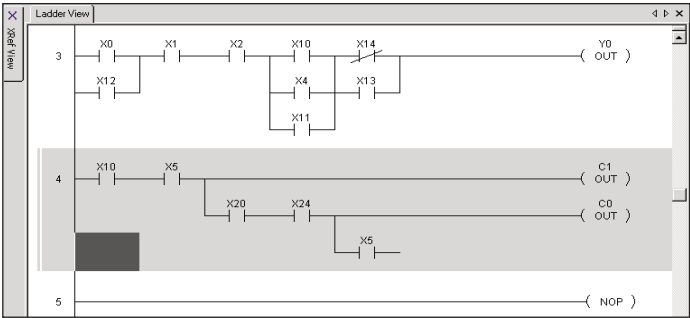 Ladder View
XRef View
3 X0 X1 X2 X10 X14 Y0
OUT
X12 X4 X13
X11
4 X10 X5 C1
OUT
X20 X24 C0
OUT
X5
5 NOP